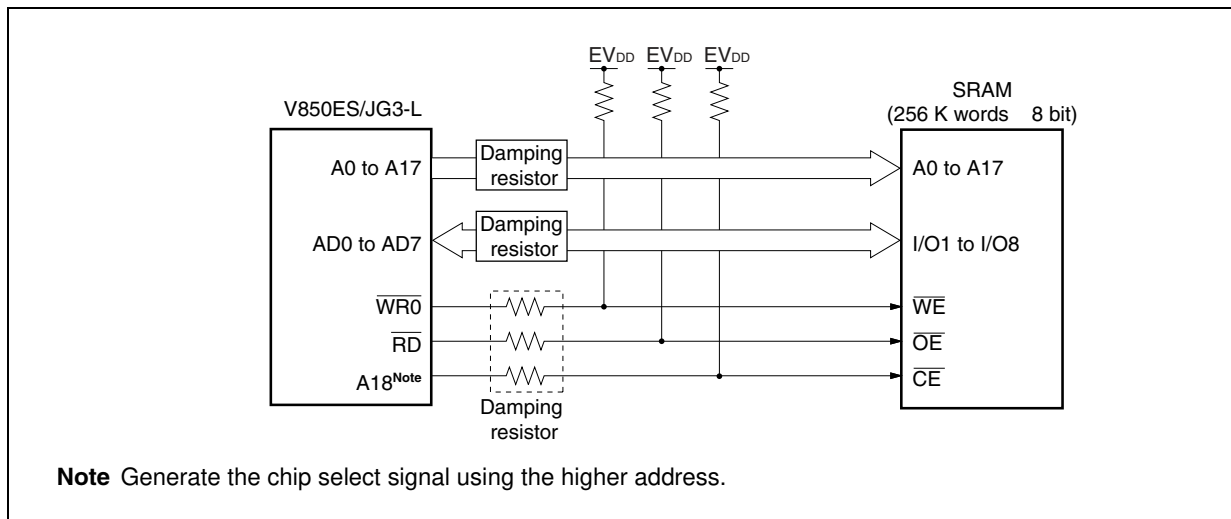 EVDD EVDD EVDD
V850ES/JG3-L
SRAM
(256 K words 8 bit)
A0 to A17
Damping
resistor
A0 to A17
AD0 to AD7
Damping
resistor
I/O1 to I/O8
WR0
WE
RD
OE
A18Note
CE
Damping
resistor
Note Generate the chip select signal using the higher address.